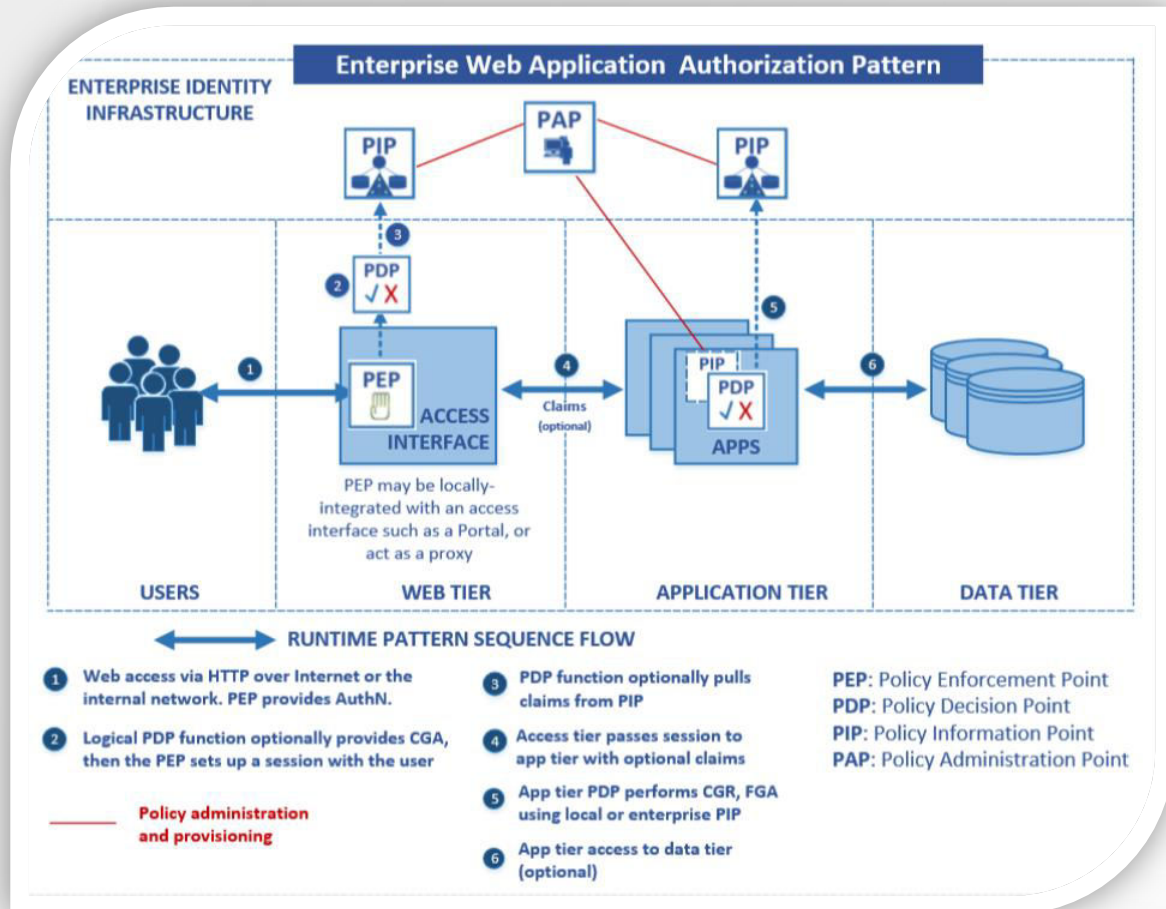 Enterprise Web Application Authorization Pattern
ENTERPRISE IDENTITY
INFRASTRUCTURE
PIP
PAP
PIP
3
2
PDP
5
1
PEP
ACCESS
INTERFACE
4
Claims
(optional)
PIP
PDP
APPS
6
PEP may be locally-
integrated with an access
interface such as a Portal, or
act as a proxy
USERS
WEB TIER
APPLICATION TIER
DATA TIER
RUNTIME PATTERN SEQUENCE FLOW
1 Web access via HTTP over Internet or the
internal network. PEP provides AuthN.
2 Logical PDP function optionally provides CGA,
then the PEP sets up a session with the user
Policy administration
and provisioning
3 PDP function optionally pulls
claims from PIP
4 Access tier passes session to
app tier with optional claims
5 App tier PDP performs CGR, FGA
using local or enterprise PIP
6 App tier access to data tier
(optional)
PEP: Policy Enforcement Point
PDP: Policy Decision Point
PIP: Policy Information Point
PAP: Policy Administration Point